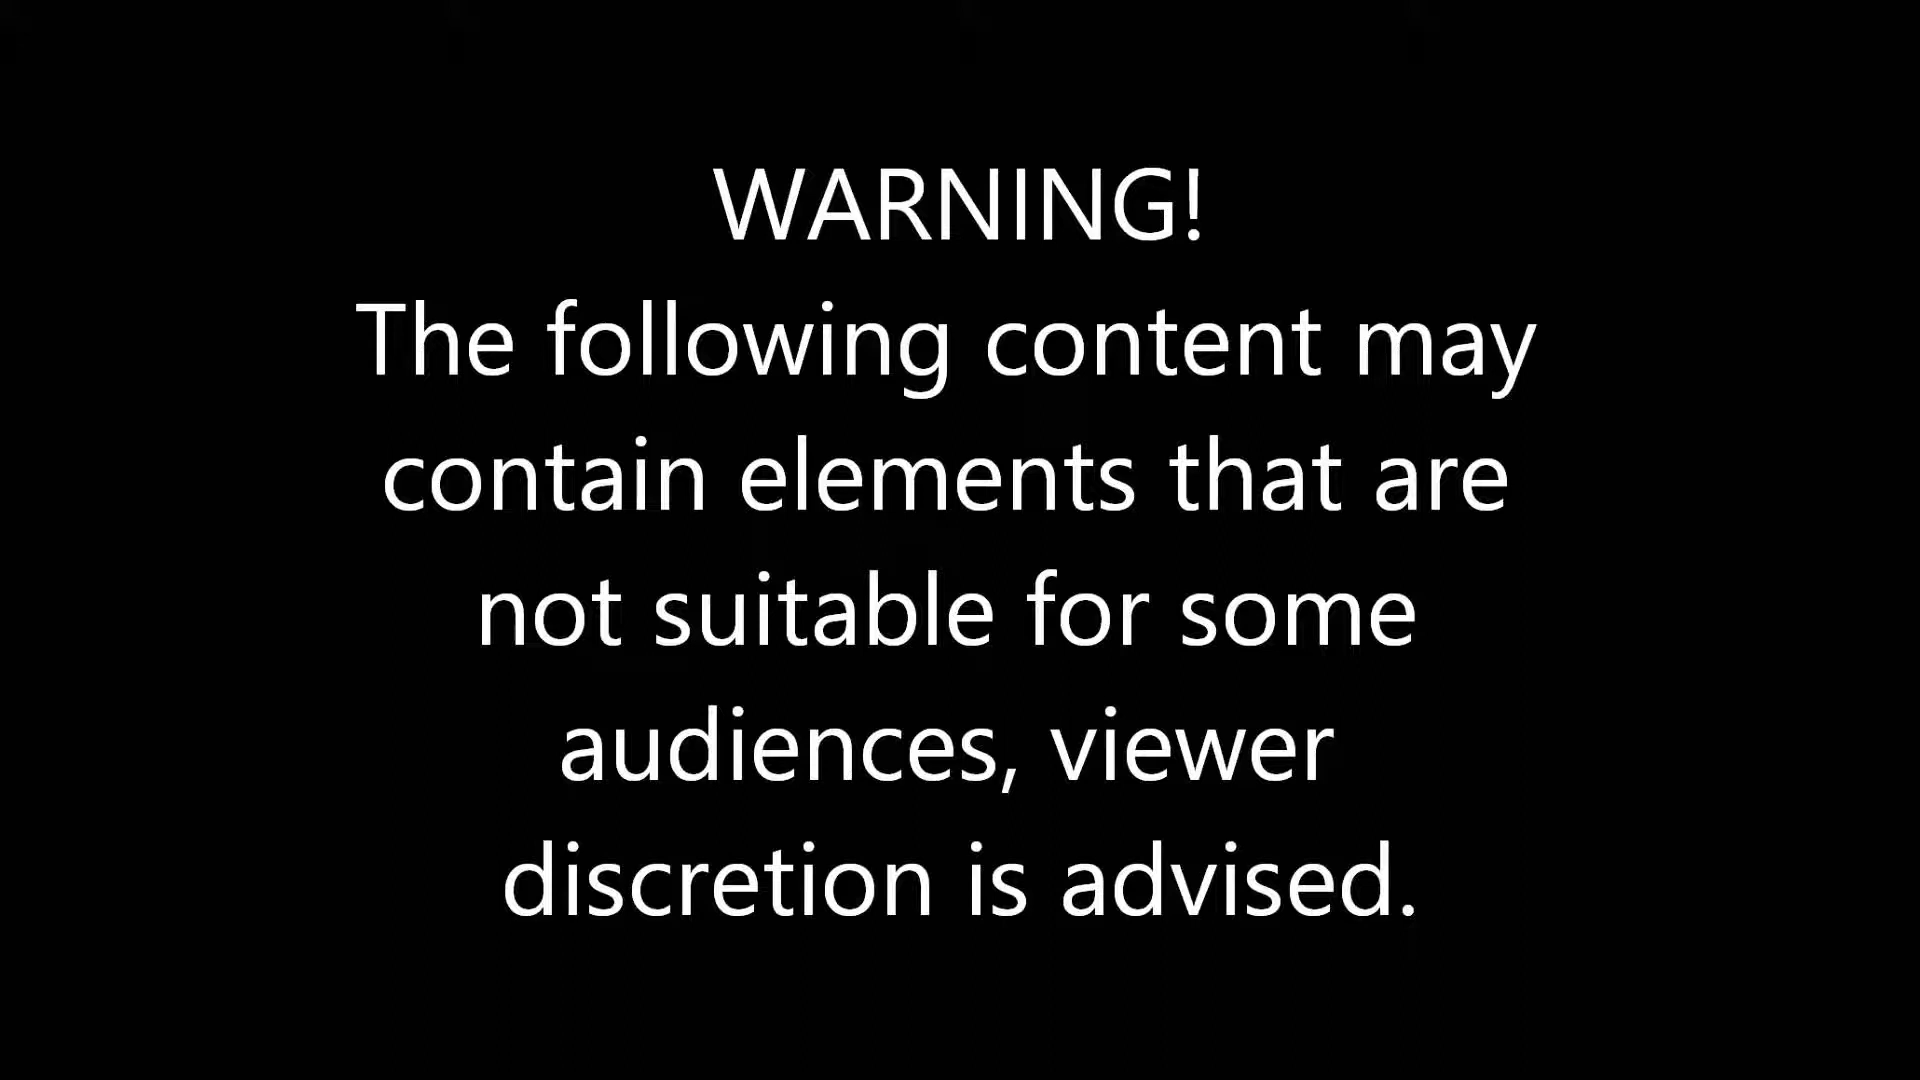 WARNING!
The following content may
contain elements that are
not suitable for some
audiences, viewer
discretion is advised.